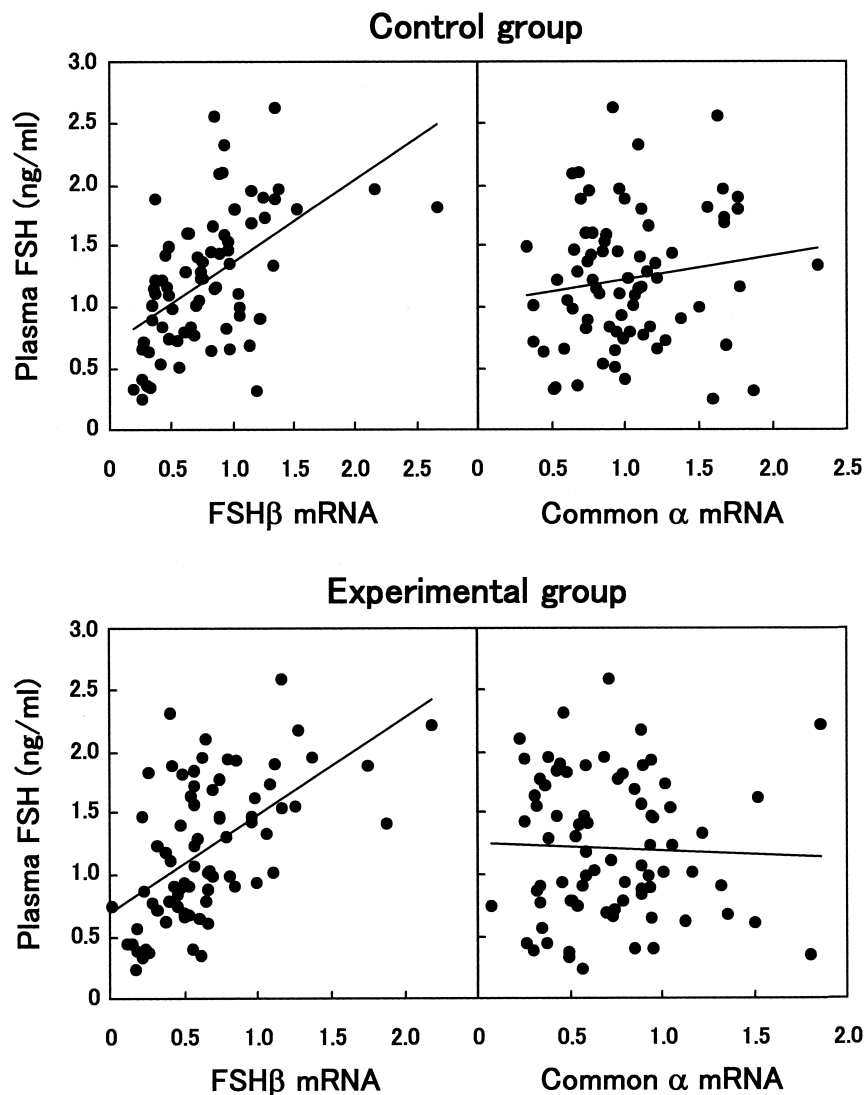 Control group
Plasma FSH (ng/ml)
3.0
2.5
2.0
1.5
1.0
0.5
0
0 0.5 1.0 1.5 2.0 2.5
0 0.5 1.0 1.5 2.0 2.5
FSHβ mRNA
Common α mRNA
Experimental group
Plasma FSH (ng/ml)
3.0
2.5
2.0
1.5
1.0
0.5
0
0 0.5 1.0 1.5 2.0
0 0.5 1.0 1.5 2.0
FSHβ mRNA
Common α mRNA